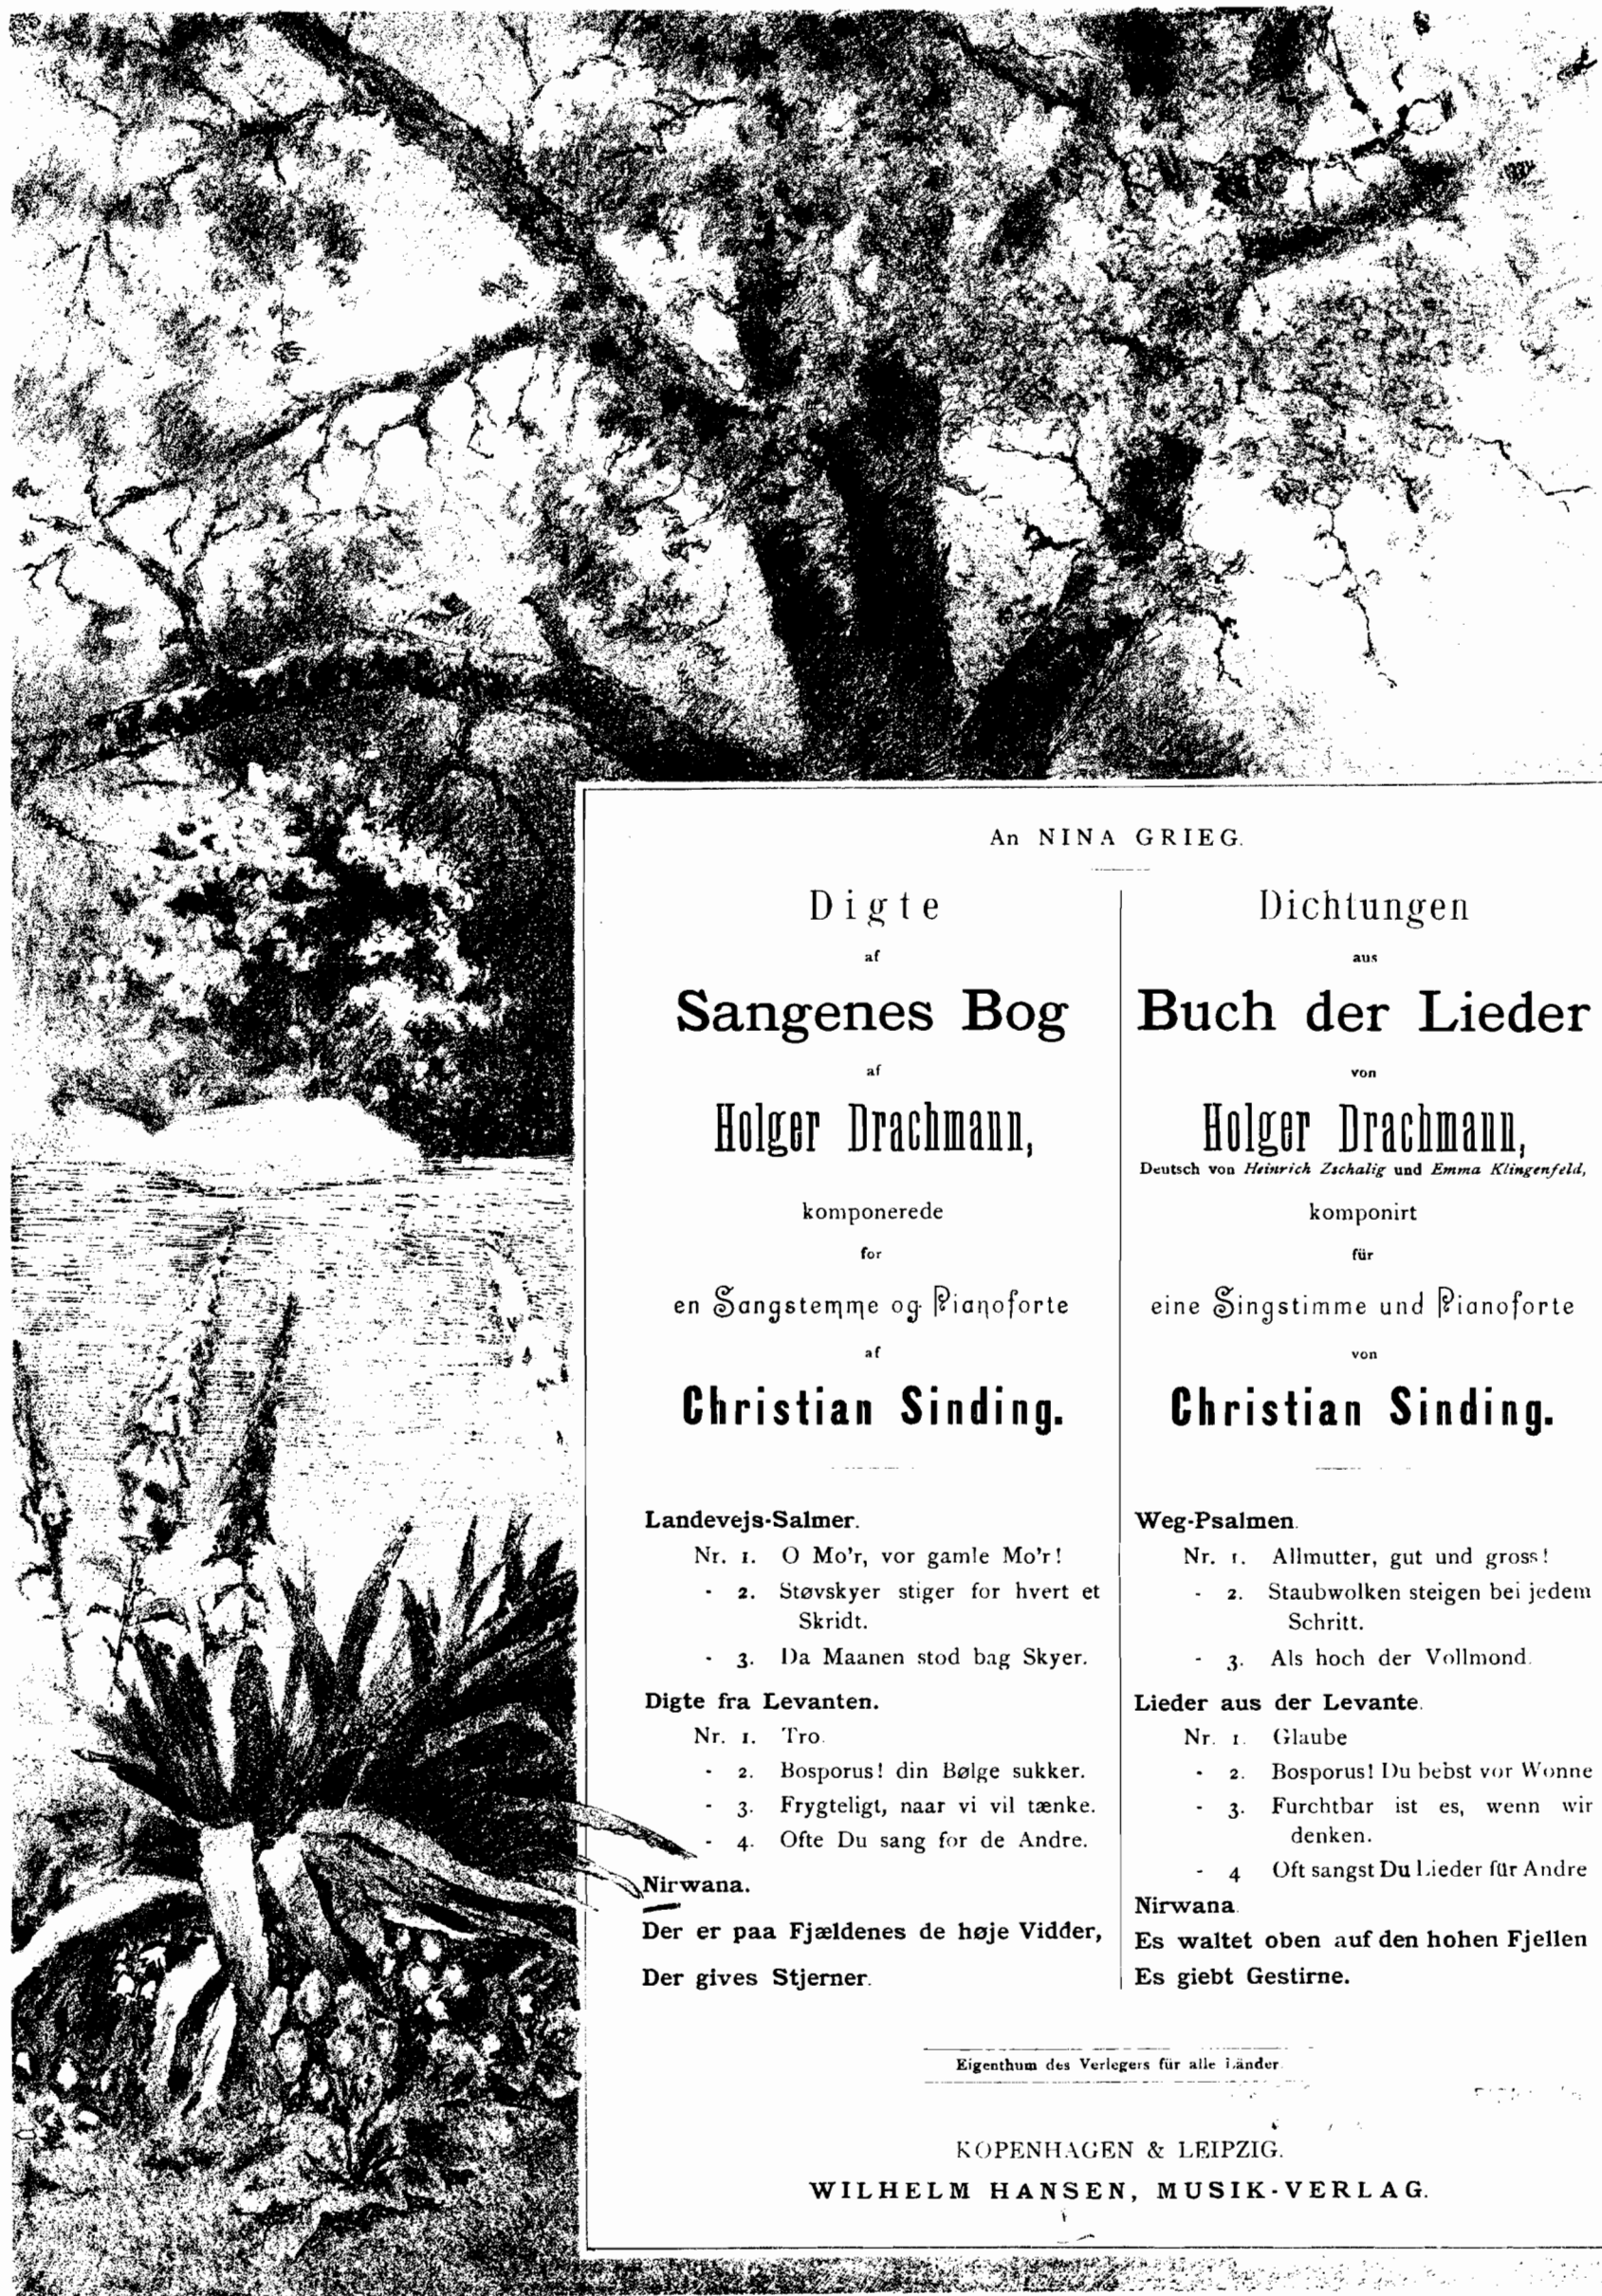 An NINA GRIEG.
Digte
af
Sangenes Bog
af
Holger Drachmann,
komponerede
for
en Sangstemme og Pianoforte
af
Christian Sinding.
Landevejs-Salmer.
Nr. 1. O Mo'r, vor gamle Mo'r!
- 2. Støvskyer stiger for hvert et
Skridt.
- 3. Da Maanen stod bag Skyer.
Digte fra Levanten.
Nr. 1. Tro.
- 2. Bosporus! din Bølge sukker.
- 3. Frygteligt, naar vi vil tænke.
- 4. Ofte Du sang for de Andre.
Nirwana.
Der er paa Fjældenes de høje Vidder,
Der gives Stjerner.
Dichtungen
aus
Buch der Lieder
von
Holger Drachmann,
Deutsch von Heinrich Zschalig und Emma Klingenfeld,
komponirt
für
eine Singstimme und Pianoforte
von
Christian Sinding.
Weg-Psalmen.
Nr. 1. Allmutter, gut und gross!
- 2. Staubwolken steigen bei jedem
Schritt.
- 3. Als hoch der Vollmond.
Lieder aus der Levante.
Nr. 1. Glaube
- 2. Bosporus! Du bebst vor Wonne
- 3. Furchtbar ist es, wenn wir
denken.
- 4 Oft sangst Du Lieder für Andre
Nirwana.
Es waltet oben auf den hohen Fjellen
Es giebt Gestirne.
Eigenthum des Verlegers für alle Länder.
KOPENHAGEN & LEIPZIG.
WILHELM HANSEN, MUSIK-VERLAG.